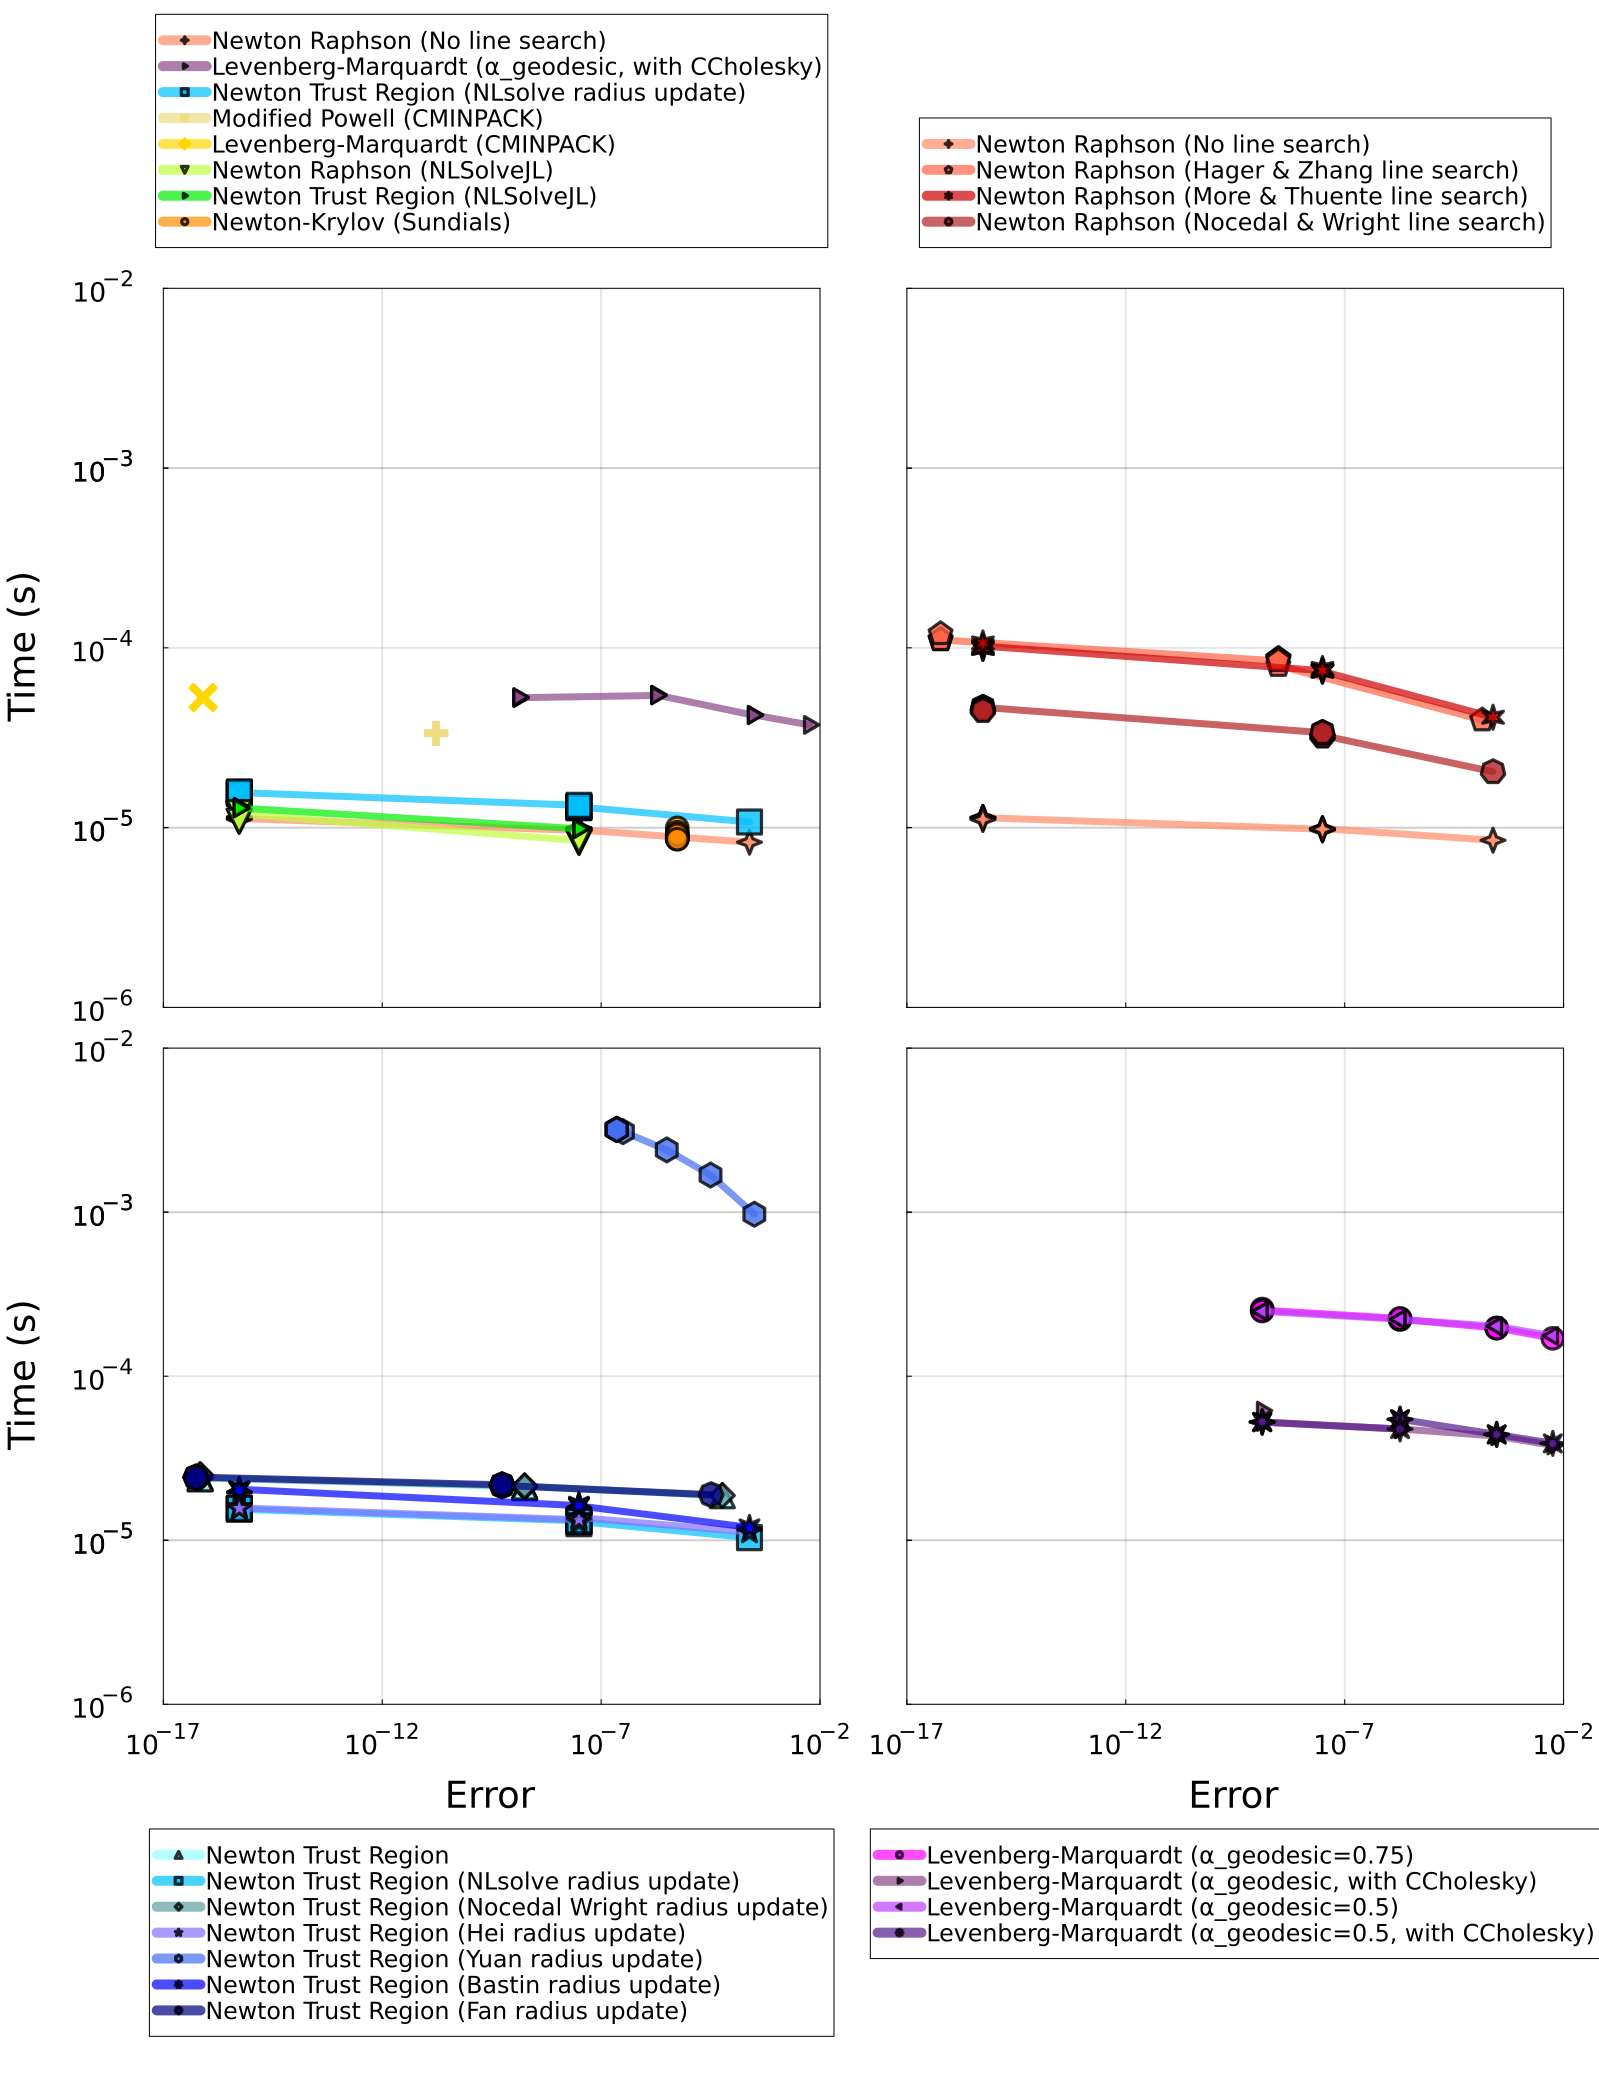 Newton Raphson (No line search)
Levenberg-Marquardt (α_geodesic, with CCholesky)
Newton Trust Region (NLsolve radius update)
Modified Powell (CMINPACK)
Levenberg-Marquardt (CMINPACK)
Newton Raphson (NLSolveJL)
Newton Trust Region (NLSolveJL)
Newton-Krylov (Sundials)
Newton Raphson (No line search)
Newton Raphson (Hager & Zhang line search)
Newton Raphson (More & Thuente line search)
Newton Raphson (Nocedal & Wright line search)
Time (s)
10⁻²
10⁻³
10⁻⁴
10⁻⁵
10⁻⁶
Time (s)
10⁻²
10⁻³
10⁻⁴
10⁻⁵
10⁻⁶
10⁻¹⁷ 10⁻¹² 10⁻⁷ 10⁻²
10⁻¹⁷ 10⁻¹² 10⁻⁷ 10⁻²
Error
Error
Newton Trust Region
Newton Trust Region (NLsolve radius update)
Newton Trust Region (Nocedal Wright radius update)
Newton Trust Region (Hei radius update)
Newton Trust Region (Yuan radius update)
Newton Trust Region (Bastin radius update)
Newton Trust Region (Fan radius update)
Levenberg-Marquardt (α_geodesic=0.75)
Levenberg-Marquardt (α_geodesic, with CCholesky)
Levenberg-Marquardt (α_geodesic=0.5)
Levenberg-Marquardt (α_geodesic=0.5, with CCholesky)